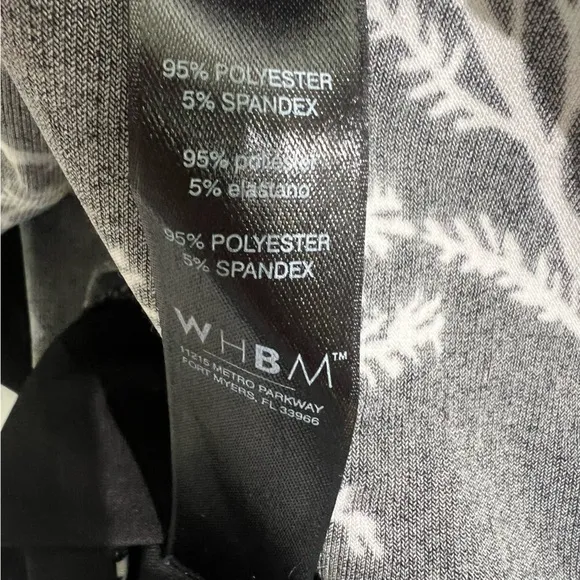 95% POLYESTER
5% SPANDEX
95% poliéster
5% elastano
95% POLYESTER
5% SPANDEX
WHBM™
11215 METRO PARKWAY
FORT MYERS, FL 33966